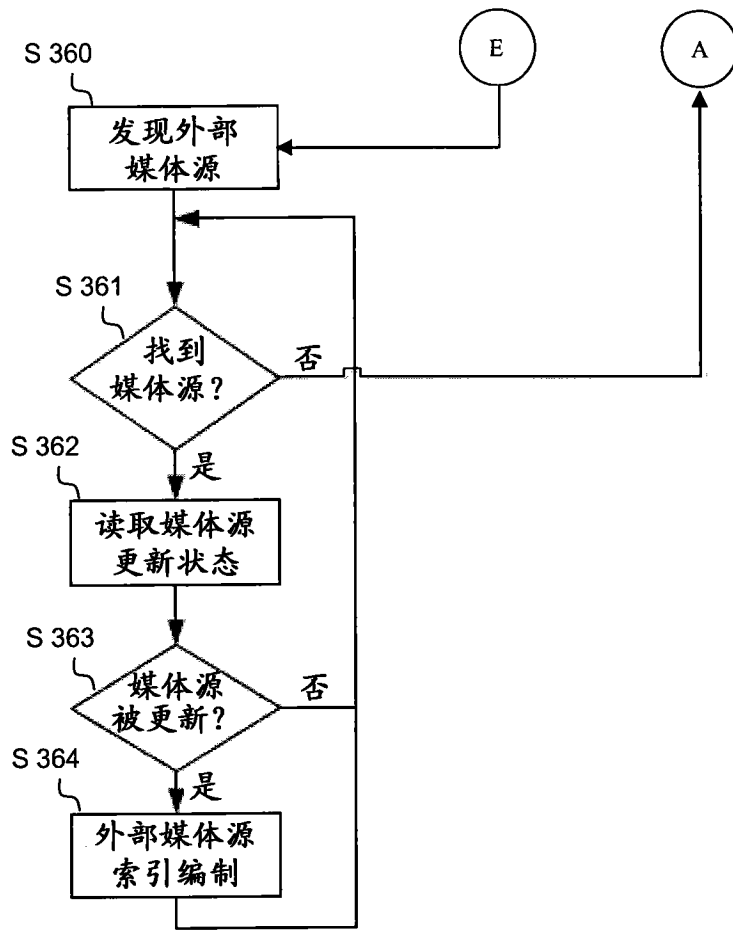 E
A
S 360
发现外部
媒体源
S 361
找到
媒体源？
否
是
S 362
读取媒体源
更新状态
S 363
媒体源
被更新？
否
是
S 364
外部媒体源
索引编制